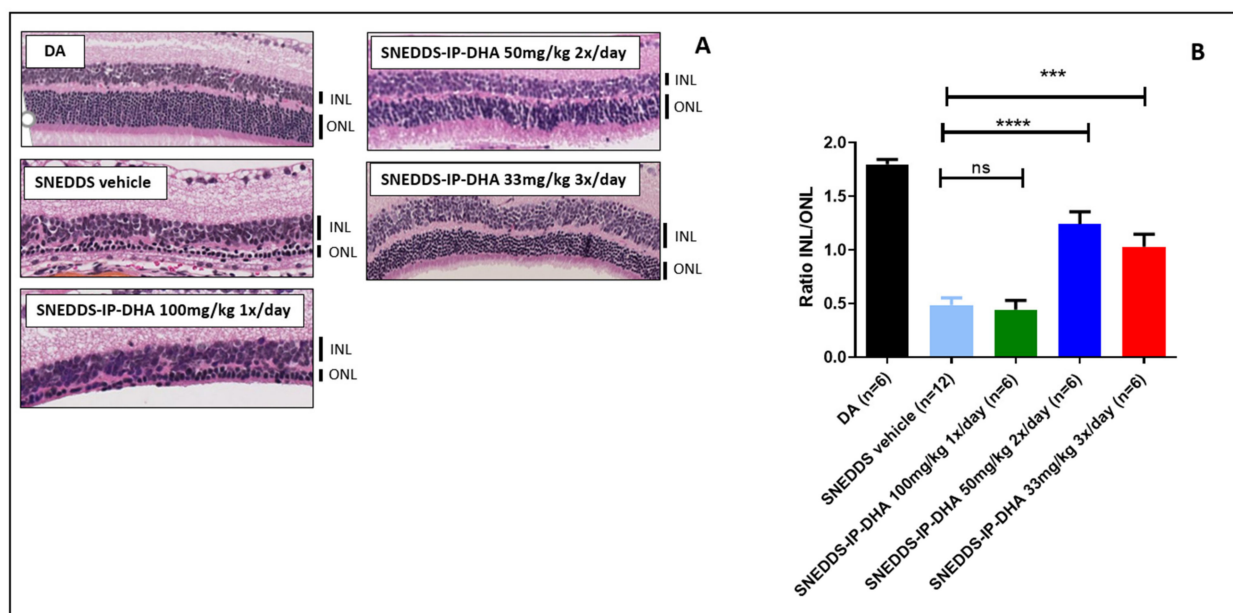 A
DA
INL
ONL
SNEDDS vehicle
INL
ONL
SNEDDS-IP-DHA 100mg/kg 1x/day
INL
ONL
SNEDDS-IP-DHA 50mg/kg 2x/day
INL
ONL
SNEDDS-IP-DHA 33mg/kg 3x/day
INL
ONL
B
***
****
ns
Ratio INL/ONL
2.0
1.5
1.0
0.5
0.0
DA (n=6)
SNEDDS vehicle (n=12)
SNEDDS-IP-DHA 100mg/kg 1x/day (n=6)
SNEDDS-IP-DHA 50mg/kg 2x/day (n=6)
SNEDDS-IP-DHA 33mg/kg 3x/day (n=6)